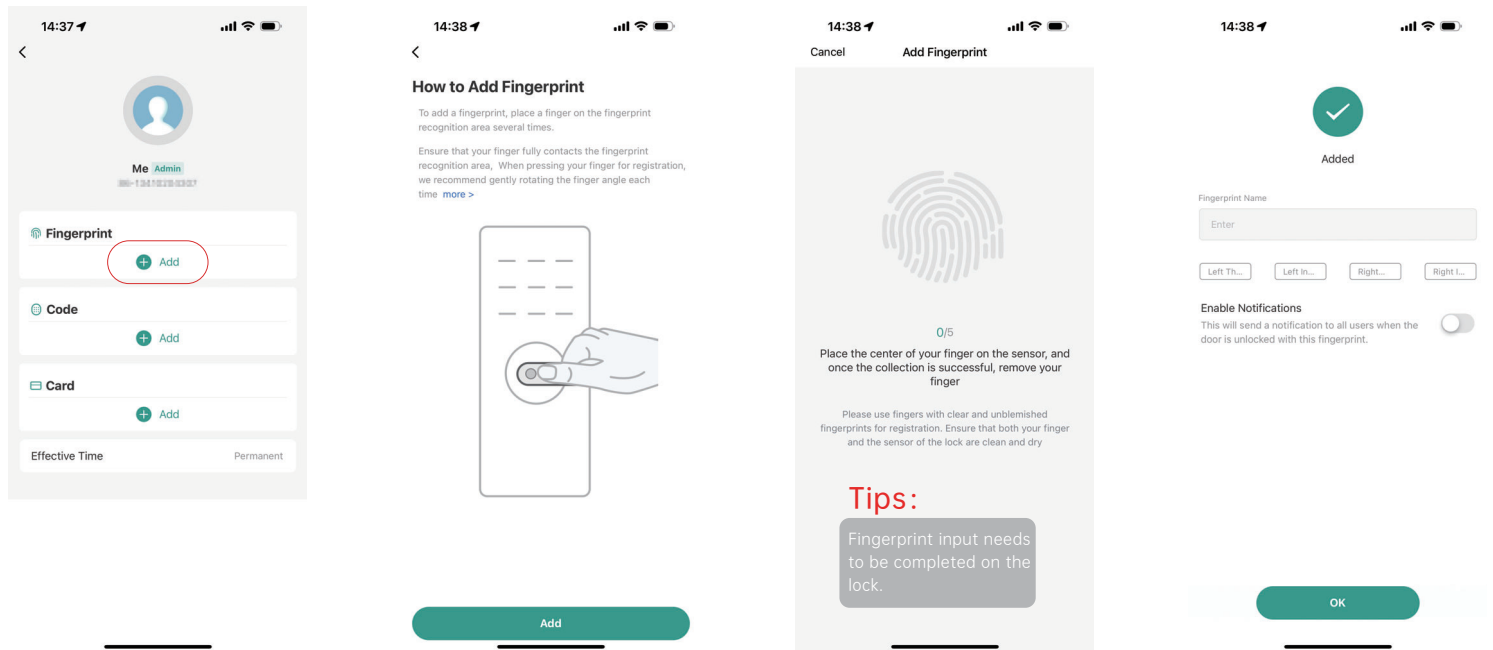 14:37
Me Admin
Fingerprint
Add
Code
Add
Card
Add
Effective Time Permanent
14:38
How to Add Fingerprint
To add a fingerprint, place a finger on the fingerprint
recognition area several times.
Ensure that your finger fully contacts the fingerprint
recognition area, When pressing your finger for registration,
we recommend gently rotating the finger angle each
time more >
Add
14:38
Cancel Add Fingerprint
0/5
Place the center of your finger on the sensor, and
once the collection is successful, remove your
finger
Please use fingers with clear and unblemished
fingerprints for registration. Ensure that both your finger
and the sensor of the lock are clean and dry
Tips:
Fingerprint input needs
to be completed on the
lock.
14:38
Added
Fingerprint Name
Enter
Left Th... Left In... Right... Right I...
Enable Notifications
This will send a notification to all users when the
door is unlocked with this fingerprint.
OK